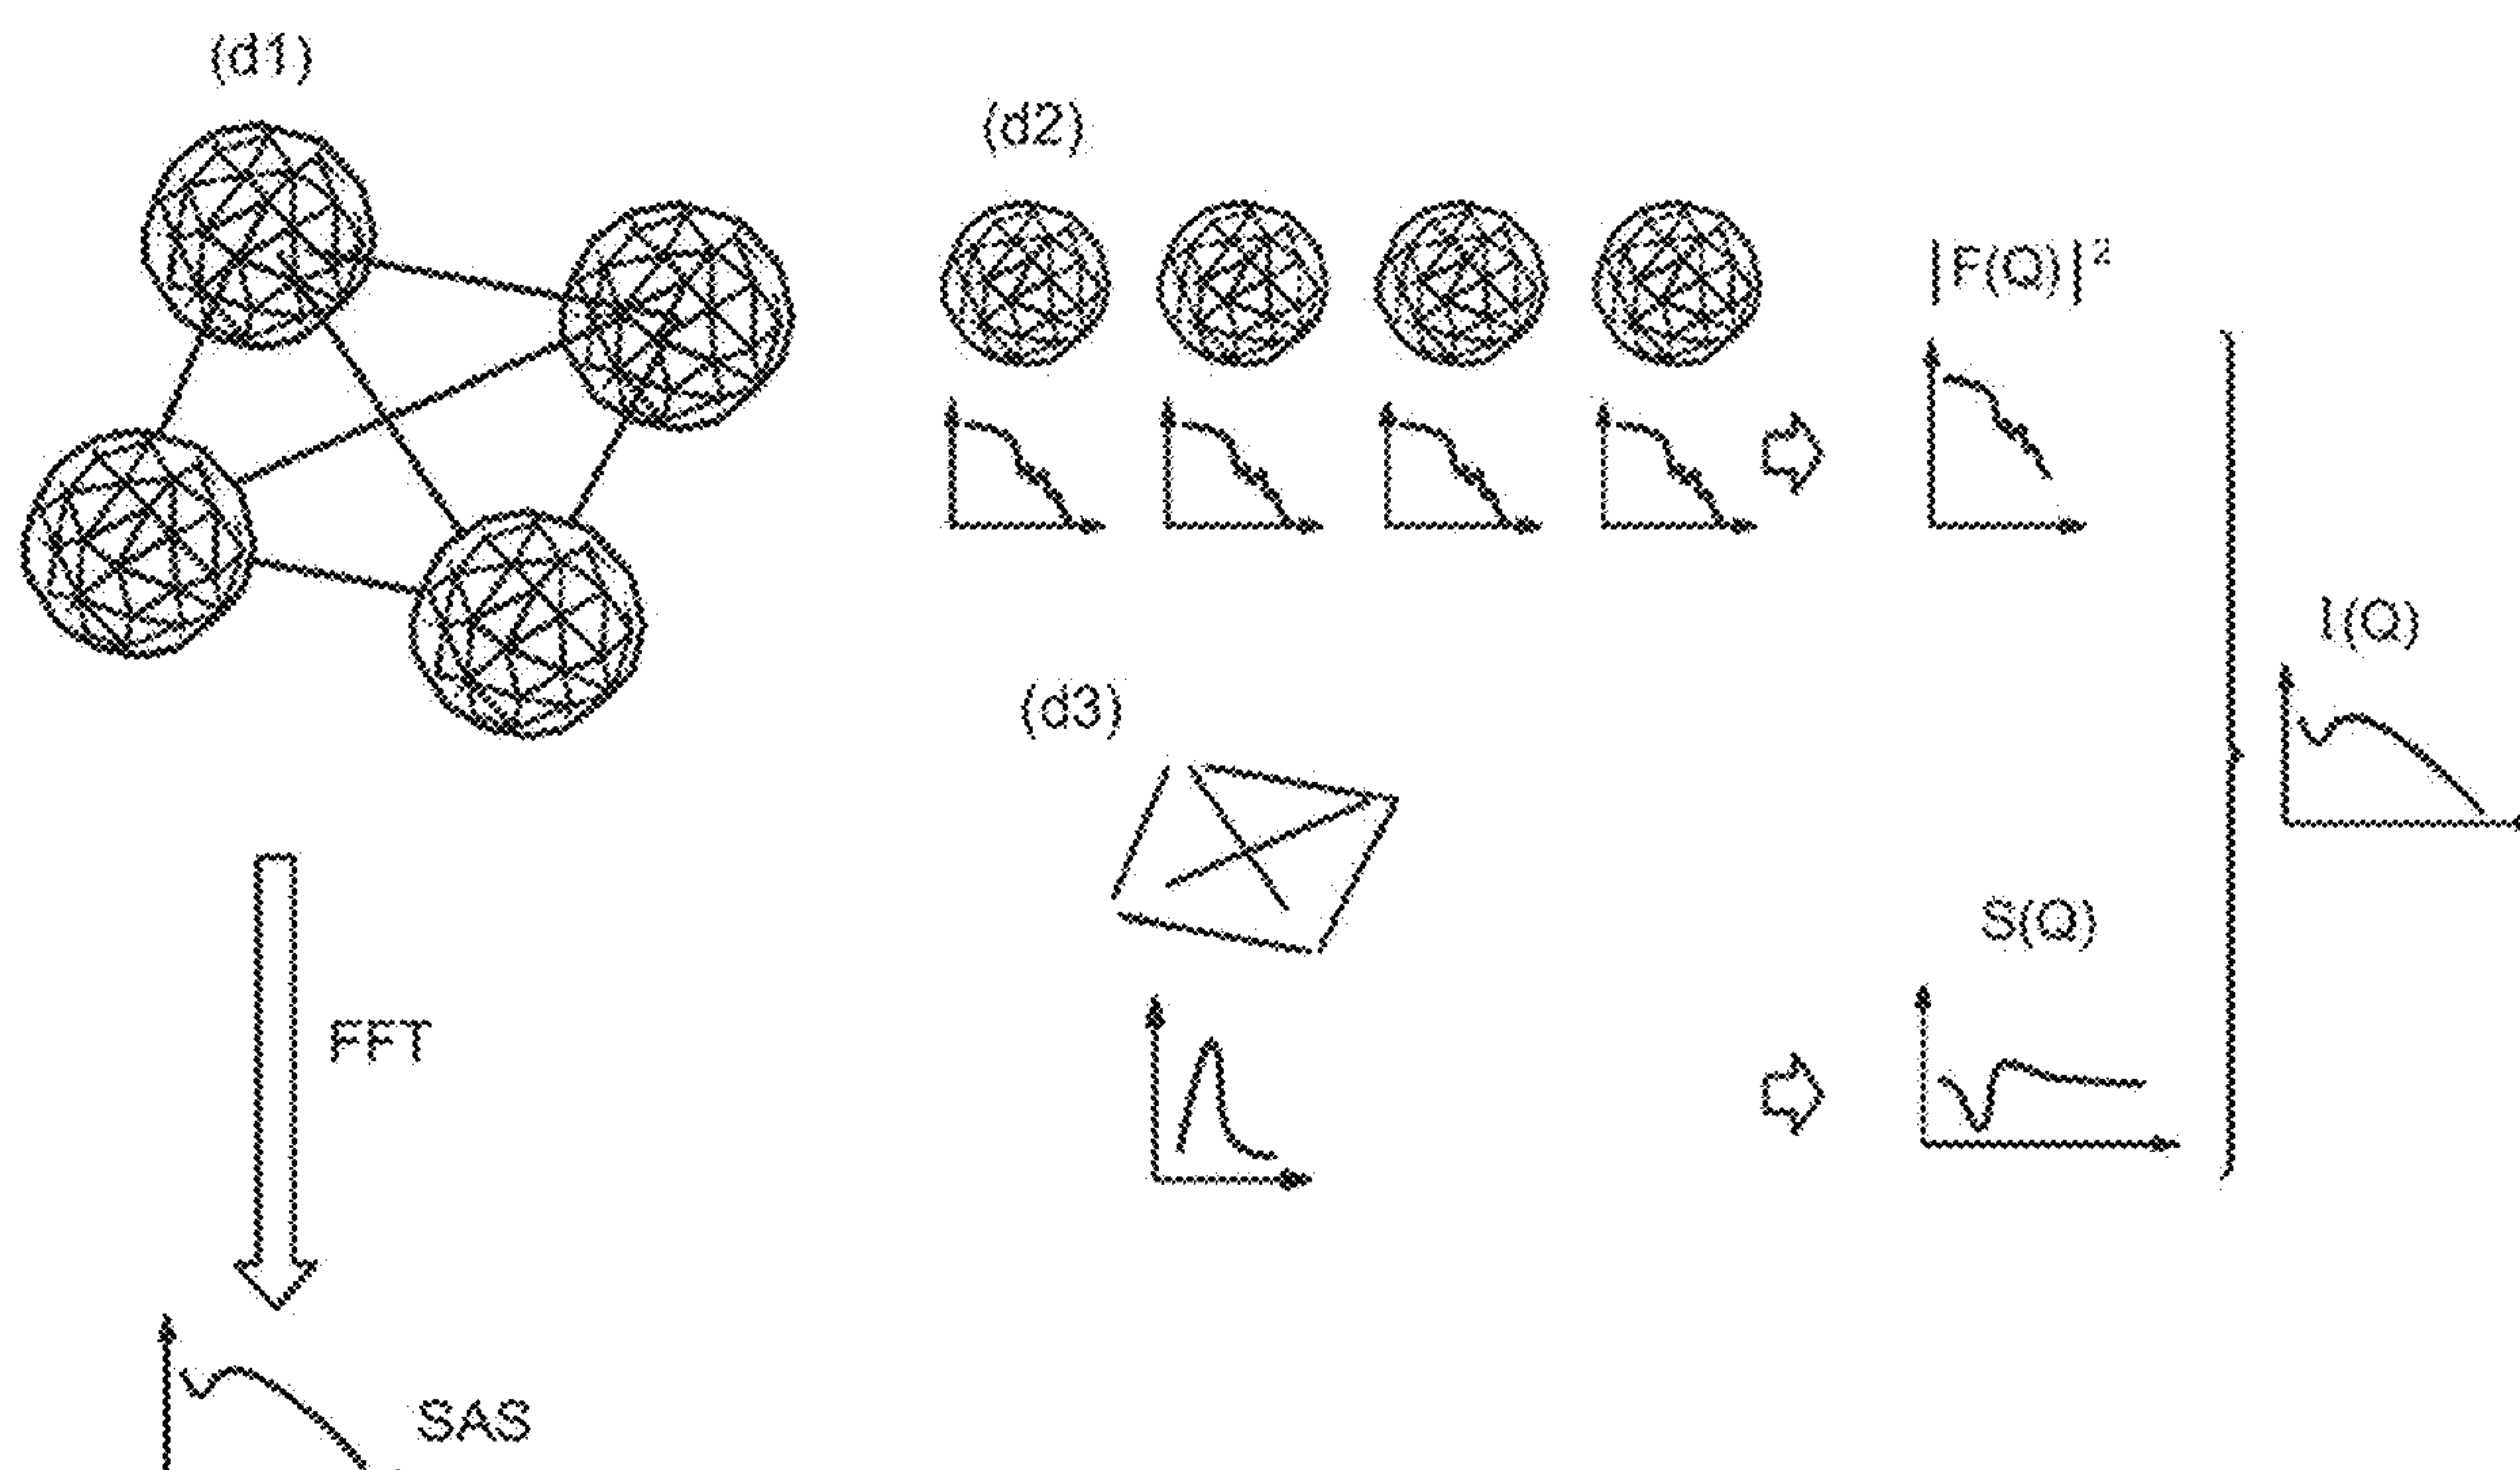 (d1)
(d2)
|F(Q)|²
I(Q)
(d3)
S(Q)
FFT
SAS